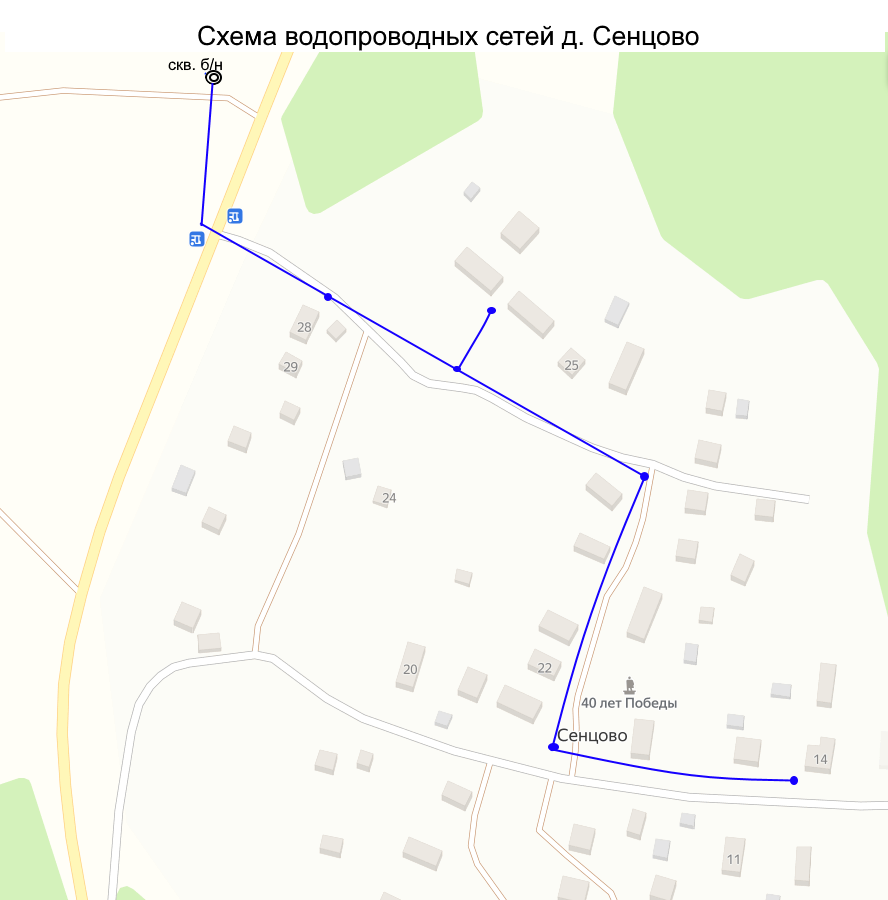 Схема водопроводных сетей д. Сенцово
скв. б/н
28
29
25
24
20
22
40 лет Победы
Сенцово
14
11